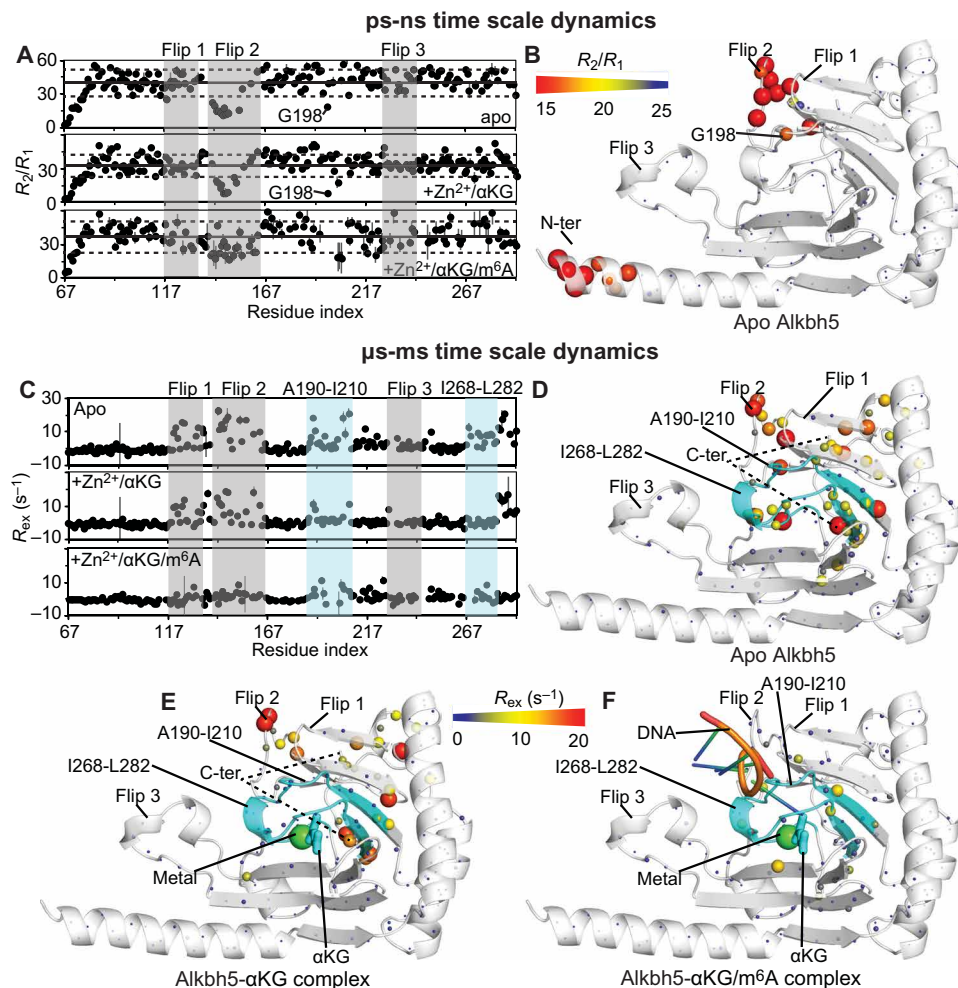 ps-ns time scale dynamics
A
Flip 1
Flip 2
Flip 3
60
30
0
G198
apo
60
30
0
R2/R1
G198
+Zn2+/αKG
60
30
0
+Zn2+/αKG/m6A
67
117
167
217
267
Residue index
B
R2/R1
15
20
25
Flip 2
Flip 1
G198
Flip 3
N-ter
Apo Alkbh5
μs-ms time scale dynamics
C
Flip 1
Flip 2
A190-I210
Flip 3
I268-L282
30
10
−10
Apo
10
−10
Rex (s−1)
+Zn2+/αKG
10
−10
+Zn2+/αKG/m6A
67
117
167
217
267
Residue index
D
Flip 2
Flip 1
A190-I210
C-ter
I268-L282
Flip 3
Apo Alkbh5
E
Flip 2
Flip 1
A190-I210
I268-L282
C-ter
Flip 3
Metal
αKG
Alkbh5-αKG complex
Rex (s−1)
0
10
20
F
Flip 2
A190-I210
Flip 1
DNA
I268-L282
Flip 3
Metal
αKG
Alkbh5-αKG/m6A complex